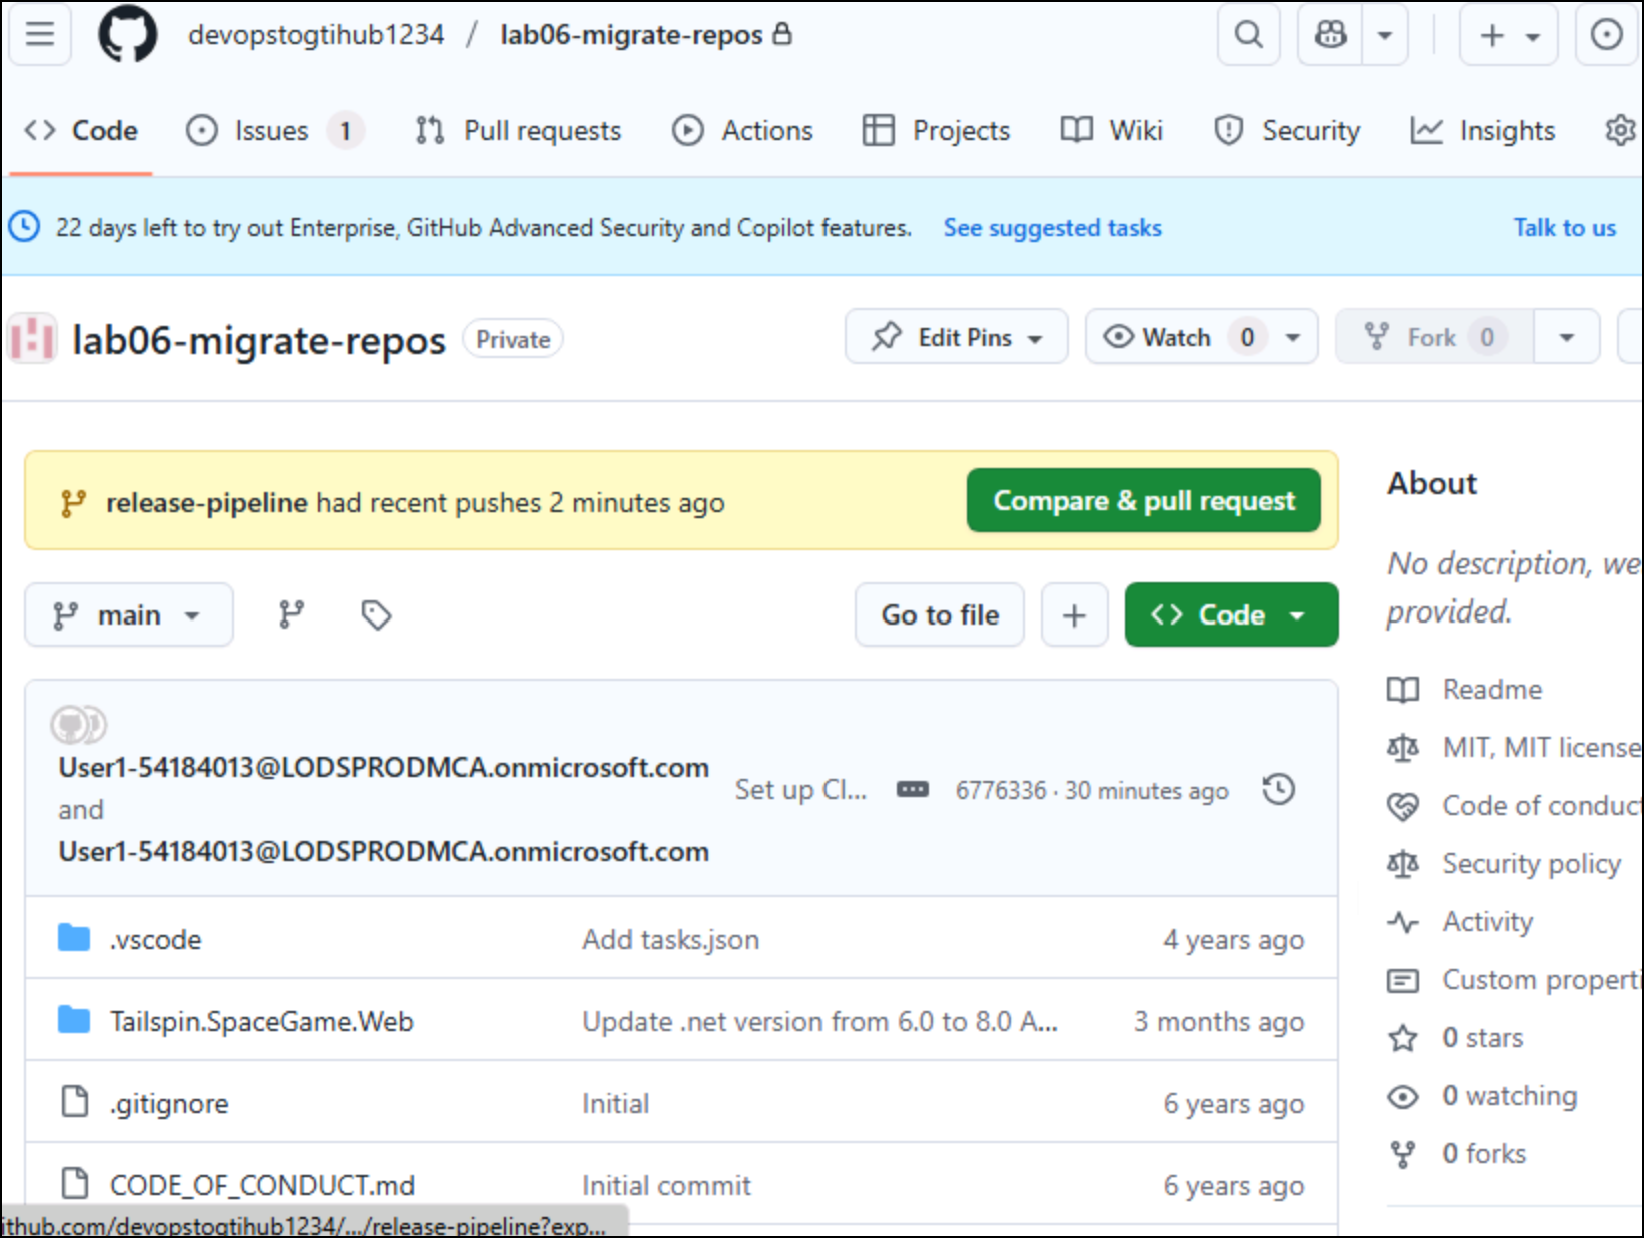 devopstogtihub1234 / lab06-migrate-repos
Code Issues 1 Pull requests Actions Projects Wiki Security Insights
22 days left to try out Enterprise, GitHub Advanced Security and Copilot features. See suggested tasks Talk to us
lab06-migrate-repos Private Edit Pins Watch 0 Fork 0
release-pipeline had recent pushes 2 minutes ago Compare & pull request
main Go to file + Code
User1-54184013@LODSPRODMCA.onmicrosoft.com
and
User1-54184013@LODSPRODMCA.onmicrosoft.com
Set up CI... 6776336 · 30 minutes ago
.vscode Add tasks.json 4 years ago
Tailspin.SpaceGame.Web Update .net version from 6.0 to 8.0 A... 3 months ago
.gitignore Initial 6 years ago
CODE_OF_CONDUCT.md Initial commit 6 years ago
ithub.com/devopstogtihub1234/.../release-pipeline?exp...
About
No description, we
provided.
Readme
MIT, MIT license
Code of conduct
Security policy
Activity
Custom properti
0 stars
0 watching
0 forks